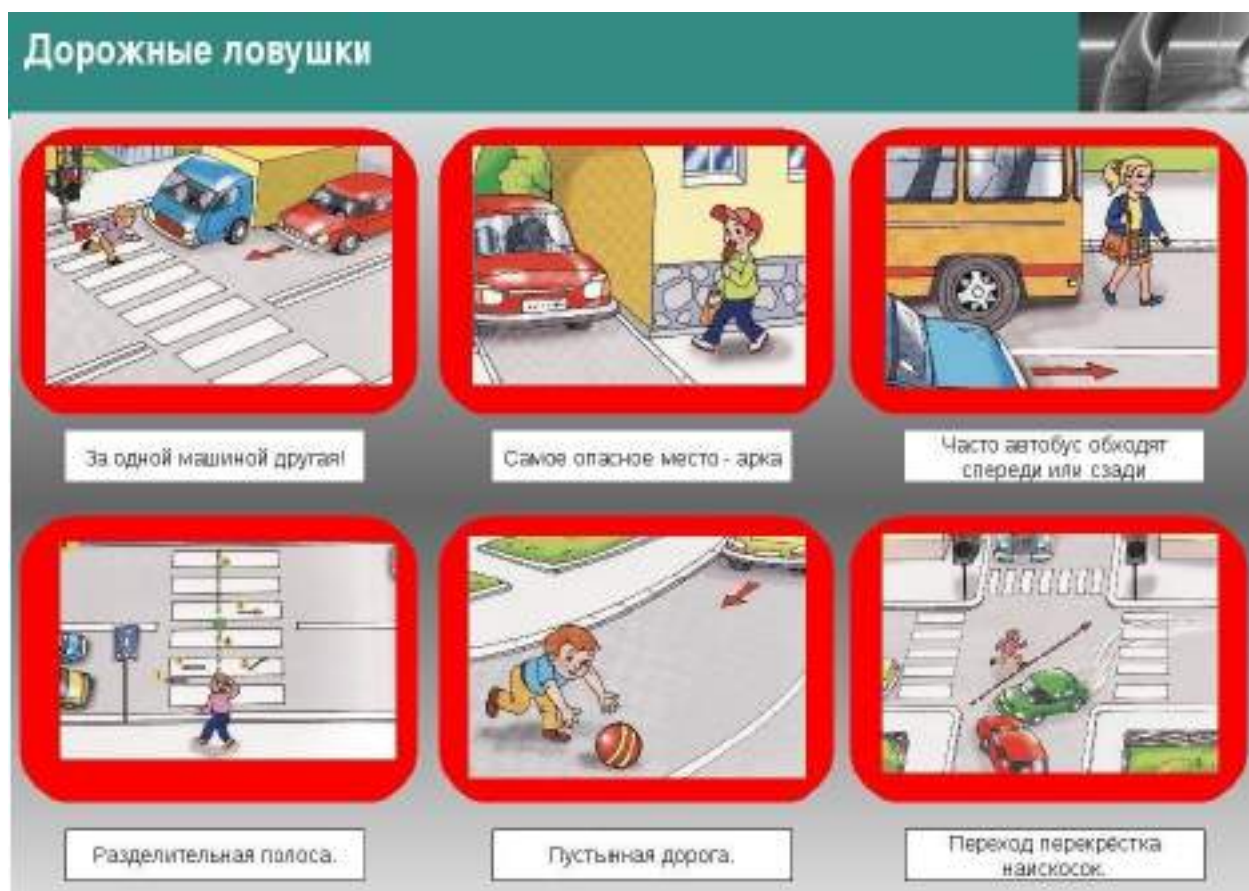 Дорожные ловушки
За одной машиной другая!
Самое опасное место - арка
Часто автобус обходят
спереди или сзади
Разделительная полоса.
Пустынная дорога.
Переход перекрёстка
наискосок.